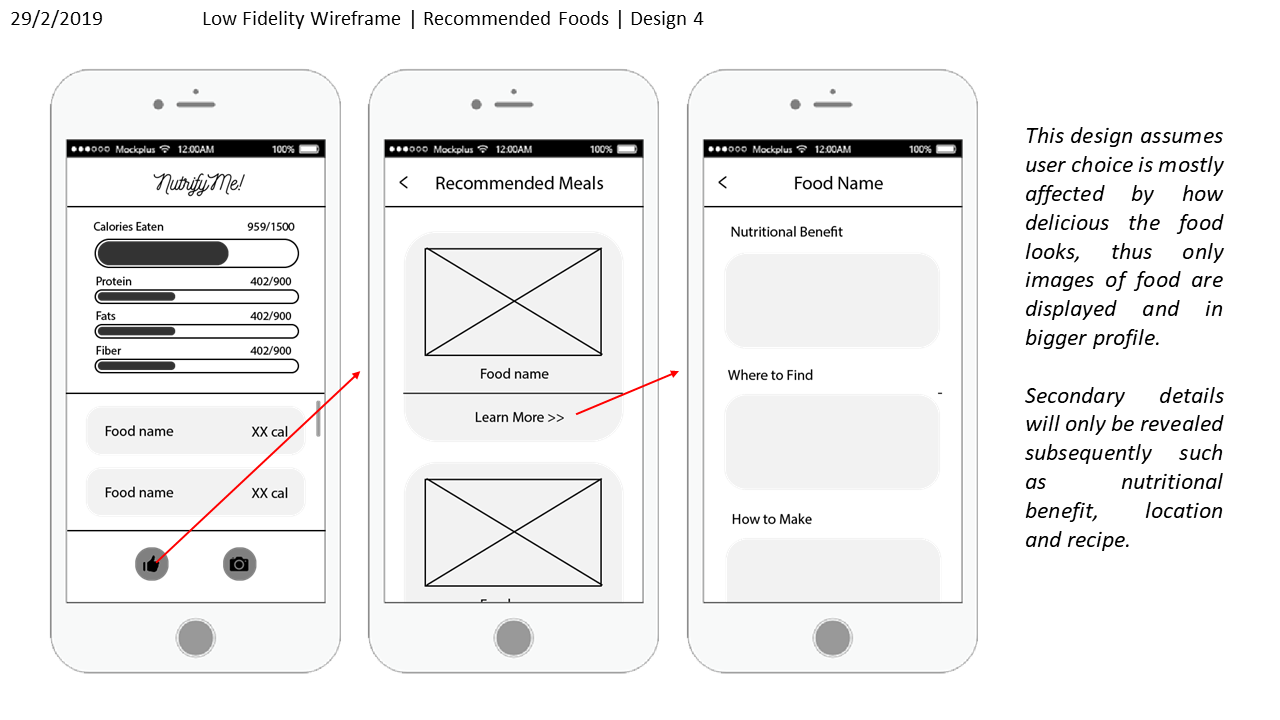 29/2/2019
Low Fidelity Wireframe | Recommended Foods | Design 4
Mockplus 12:00AM 100%
NutrifyMe!
Calories Eaten 959/1500
Protein 402/900
Fats 402/900
Fiber 402/900
Food name XX cal
Food name XX cal
Mockplus 12:00AM 100%
< Recommended Meals
Food name
Learn More >>
Mockplus 12:00AM 100%
< Food Name
Nutritional Benefit
Where to Find
How to Make
This design assumes
user choice is mostly
affected by how
delicious the food
looks, thus only
images of food are
displayed and in
bigger profile.
Secondary details
will only be revealed
subsequently such
as nutritional
benefit, location
and recipe.